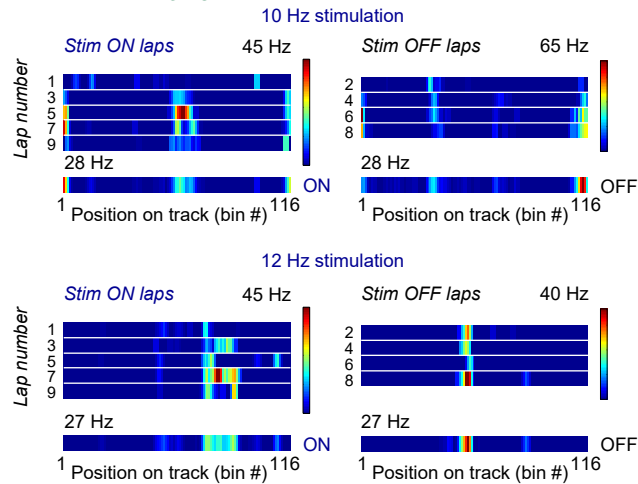 10 Hz stimulation
Stim ON laps 45 Hz Stim OFF laps 65 Hz
Lap number
1
3
5
7
9
2
4
6
8
28 Hz 28 Hz
ON OFF
1 116 1 116
Position on track (bin #) Position on track (bin #)
12 Hz stimulation
Stim ON laps 45 Hz Stim OFF laps 40 Hz
Lap number
1
3
5
7
9
2
4
6
8
27 Hz 27 Hz
ON OFF
1 116 1 116
Position on track (bin #) Position on track (bin #)